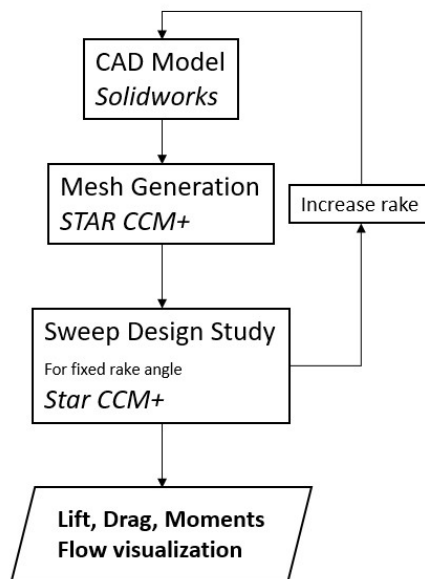 CAD Model
Solidworks
Mesh Generation
STAR CCM+
Increase rake
Sweep Design Study
For fixed rake angle
Star CCM+
Lift, Drag, Moments
Flow visualization